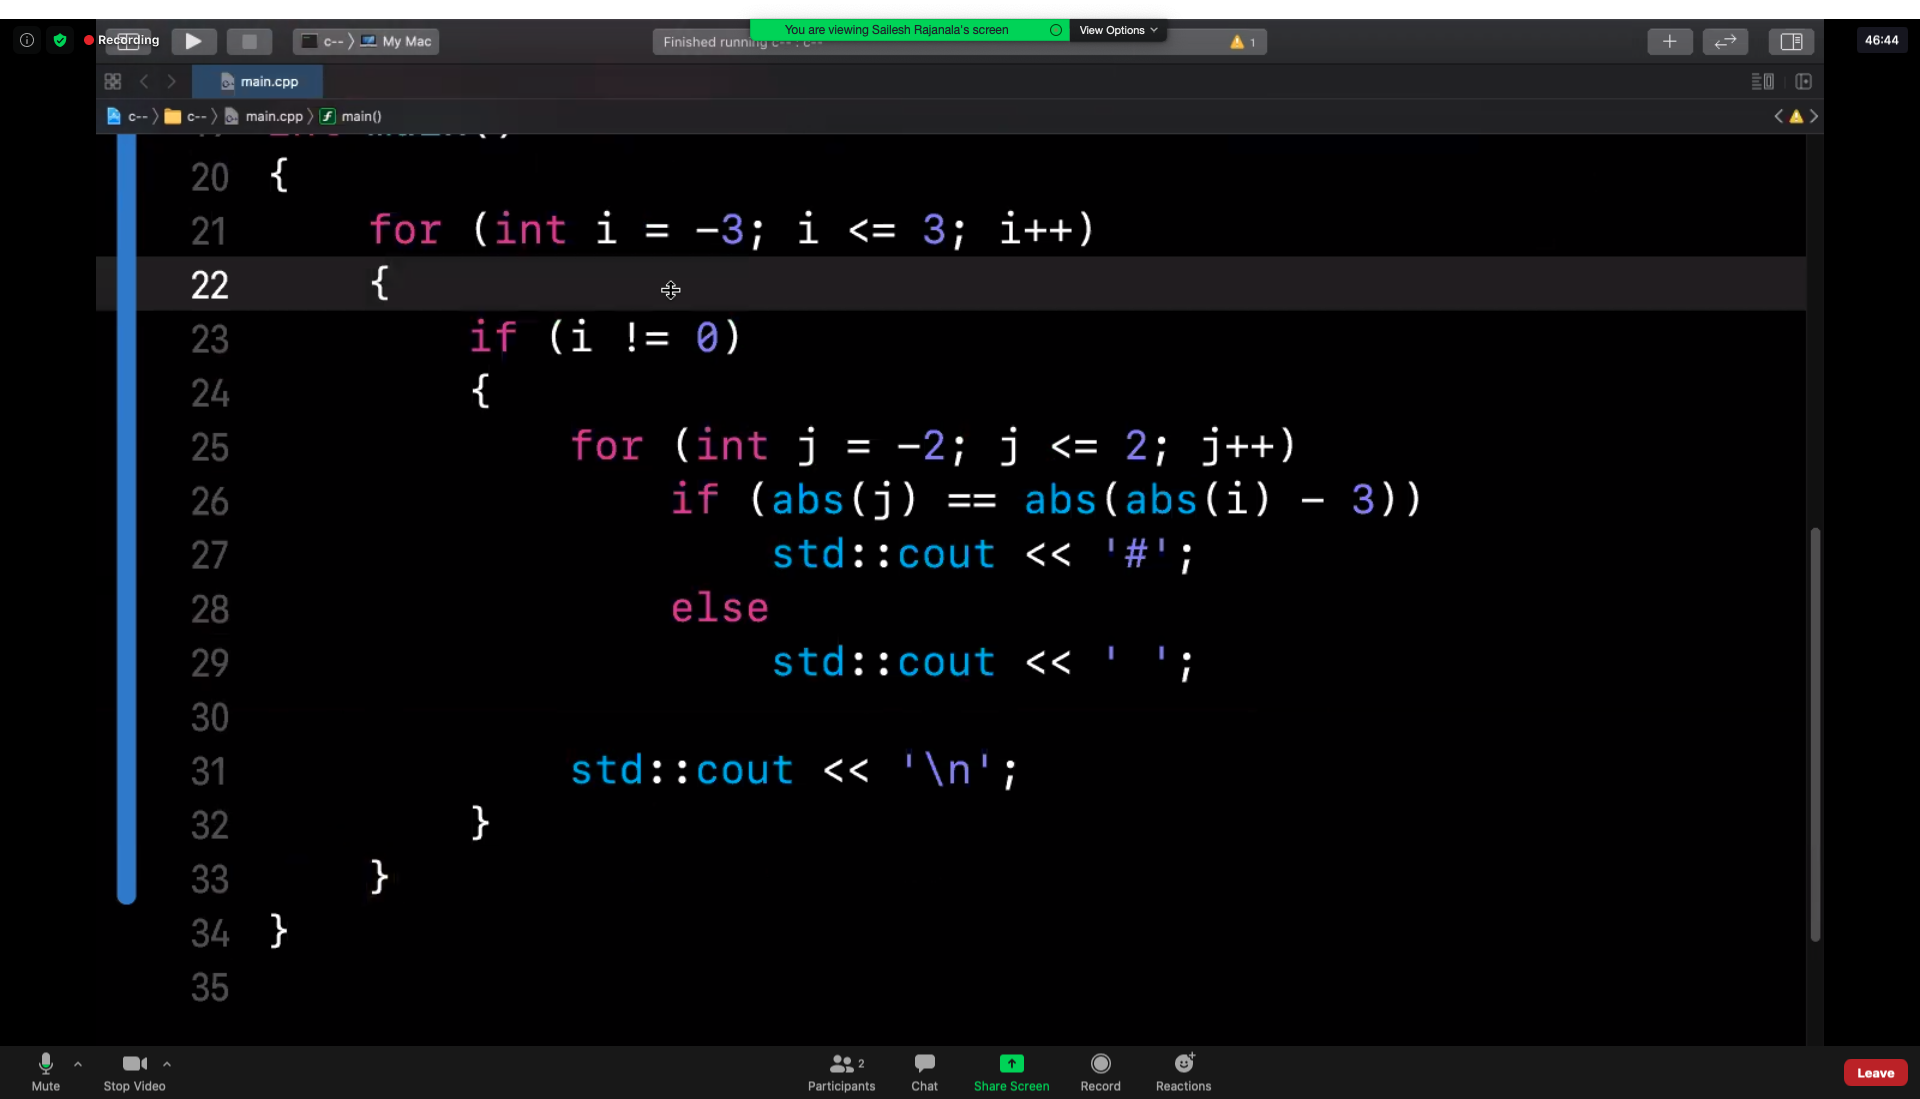 You are viewing Sailesh Rajanala's screen
View Options
Recording
c-- My Mac
Finished running c-- : c--
1
46:44
main.cpp
c-- c-- main.cpp main()
20 {
21 for (int i = -3; i <= 3; i++)
22 {
23 if (i != 0)
24 {
25 for (int j = -2; j <= 2; j++)
26 if (abs(j) == abs(abs(i) - 3))
27 std::cout << '#';
28 else
29 std::cout << ' ';
30
31 std::cout << '\n';
32 }
33 }
34 }
35
Mute
Stop Video
Participants 2
Chat
Share Screen
Record
Reactions
Leave